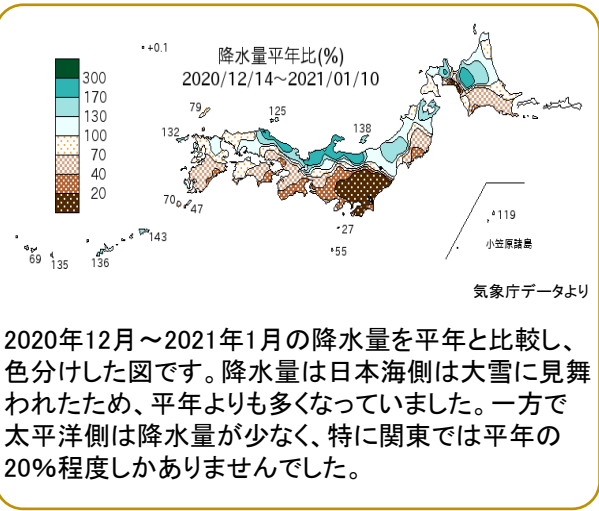 +0.1
降水量平年比(%)
2020/12/14～2021/01/10
300
170
130
100
70
40
20
79
125
132
138
70
47
27
55
143
69
135
136
119
小笠原諸島
気象庁データより
2020年12月～2021年1月の降水量を平年と比較し、
色分けした図です。降水量は日本海側は大雪に見舞
われたため、平年よりも多くなっていました。一方で
太平洋側は降水量が少なく、特に関東では平年の
20%程度しかありませんでした。